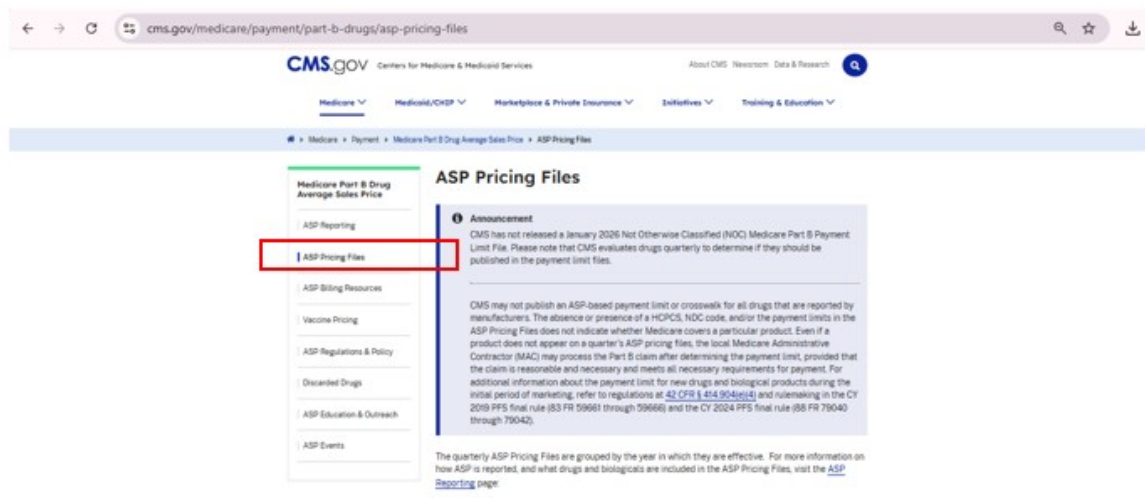 cms.gov/medicare/payment/part-b-drugs/asp-pricing-files
CMS.gov Centers for Medicare & Medicaid Services
About CMS Newsroom Data & Research
Medicare Medicaid/CHIP Marketplace & Private Insurance Initiatives Training & Education
Medicare Payment Medicare Part B Drug Average Sales Price ASP Pricing Files
Medicare Part B Drug
Average Sales Price
ASP Reporting
ASP Pricing Files
ASP Billing Resources
Vaccine Pricing
ASP Regulations & Policy
Discarded Drugs
ASP Education & Outreach
ASP Events
ASP Pricing Files
Announcement
CMS has not released a January 2026 Not Otherwise Classified (NOC) Medicare Part B Payment
Limit File. Please note that CMS evaluates drugs quarterly to determine if they should be
published in the payment limit files.
CMS may not publish an ASP-based payment limit or crosswalk for all drugs that are reported by
manufacturers. The absence or presence of a HCPCS, NDC code, and/or the payment limits in the
ASP Pricing Files does not indicate whether Medicare covers a particular product. Even if a
product does not appear on a quarter's ASP pricing files, the local Medicare Administrative
Contractor (MAC) may process the Part B claim after determining the payment limit, provided that
the claim is reasonable and necessary and meets all necessary requirements for payment. For
additional information about the payment limit for new drugs and biological products during the
initial period of marketing, refer to regulations at 42 CFR § 414.904(e)(4) and rulemaking in the CY
2019 PFS final rule (83 FR 59661 through 59666) and the CY 2024 PFS final rule (88 FR 79040
through 79042).
The quarterly ASP Pricing Files are grouped by the year in which they are effective. For more information on
how ASP is reported, and what drugs and biologicals are included in the ASP Pricing Files, visit the ASP
Reporting page: